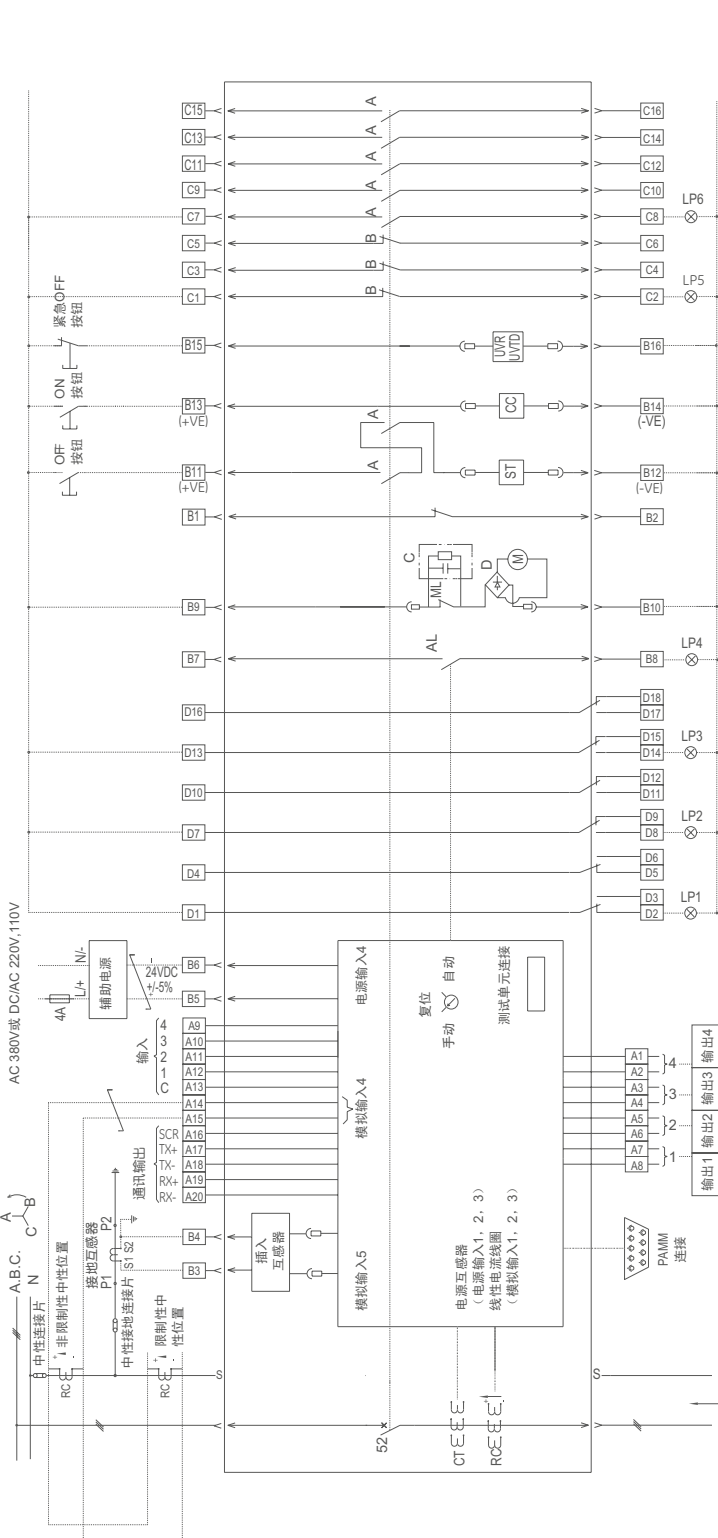 C15
A
C16
C13
A
C14
C11
A
C12
C9
A
C10
LP6
C7
A
C8
C5
B
C6
C3
B
C4
LP5
C1
B
C2
紧急OFF
按钮
B15
UVR
UVTD
B16
ON
按钮
B13
(+VE)
CC
B14
(-VE)
OFF
按钮
A
A
B11
(+VE)
ST
B12
(-VE)
B1
B2
C
ML
D
M
B9
B10
AL
LP4
B7
B8
D16
D18
D17
D13
D15
D14
LP3
D10
D12
D11
D7
D9
D8
LP2
D4
D6
D5
D1
D3
D2
LP1
AC 380V或 DC/AC 220V,110V
4A
N/-
L/+
辅助电源
-
24VDC
+/-5%
B6
B5
电源输入4
复位
手动
自动
测试单元连接
输入
4
3
2
1
C
A9
A10
A11
A12
A13
A14
A15
模拟输入4
通讯输出
SCR
TX+
TX-
RX+
RX-
A16
A17
A18
A19
A20
A1
A2
A3
A4
A5
A6
A7
A8
4
3
2
1
输出4
输出3
输出2
输出1
A
B
C
A.B.C.
N
接地互感器
P1
P2
S1
S2
B4
B3
插入
互感器
模拟输入5
电源互感器
（电源输入1，2，3）
线性电流线圈
（模拟输入1，2，3）
PAMM
连接
中性连接片
非限制性中性位置
中性接地连接片
限制性中
性位置
RC
RC
S
S
52
CT
RC